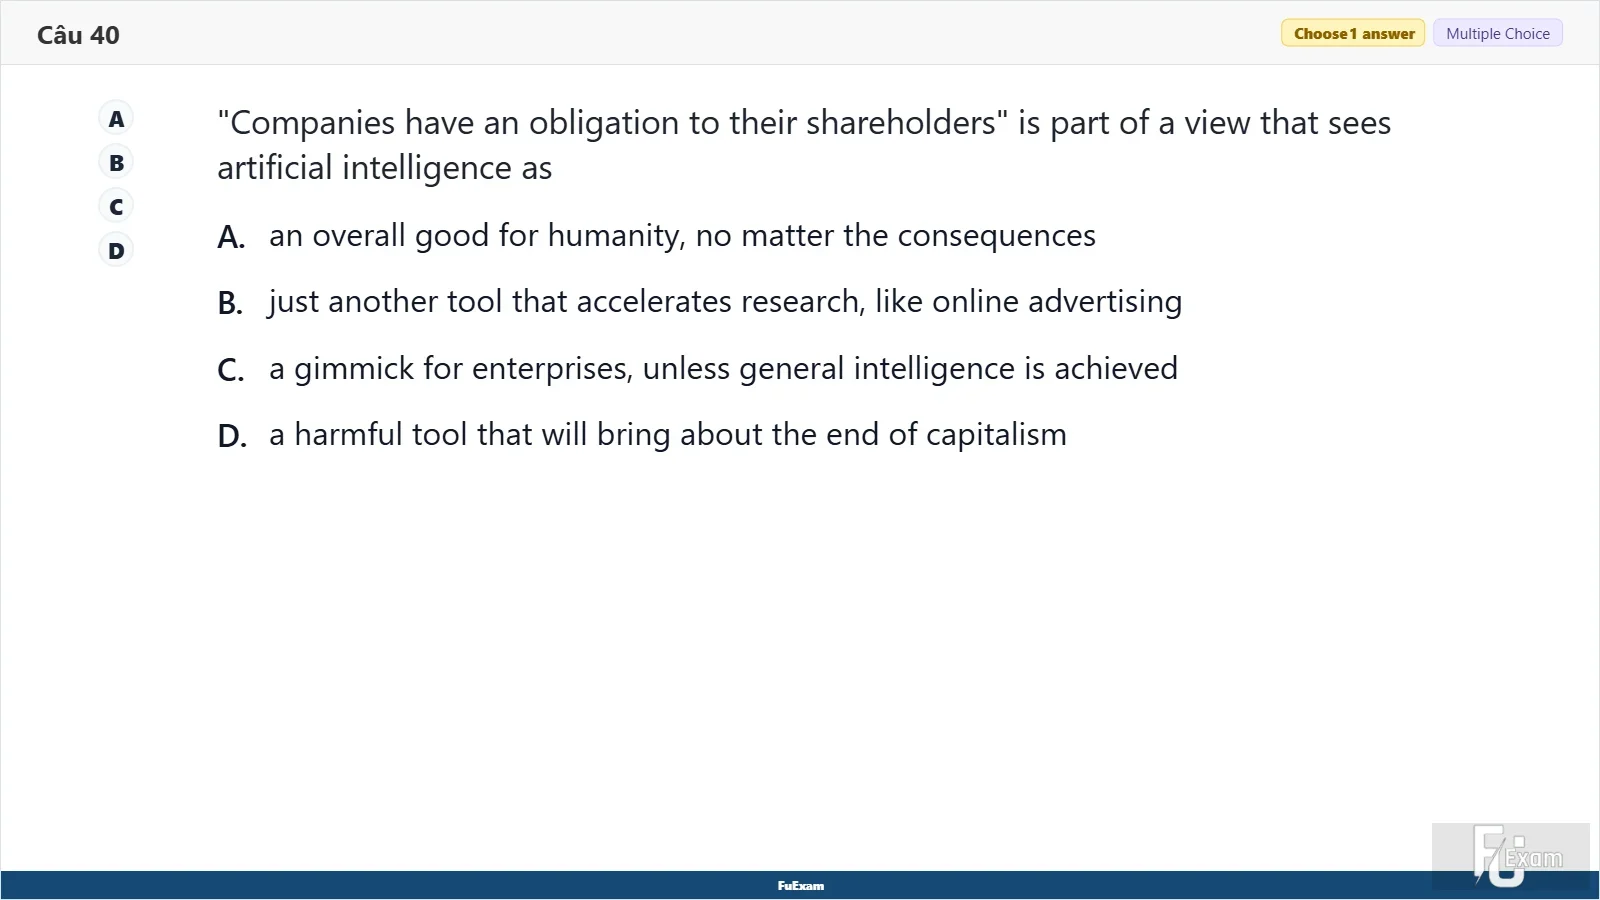 Câu 40
Choose1 answer
Multiple Choice
A
B
C
D
"Companies have an obligation to their shareholders" is part of a view that sees
artificial intelligence as
A. an overall good for humanity, no matter the consequences
B. just another tool that accelerates research, like online advertising
C. a gimmick for enterprises, unless general intelligence is achieved
D. a harmful tool that will bring about the end of capitalism
FU Exam
FuExam